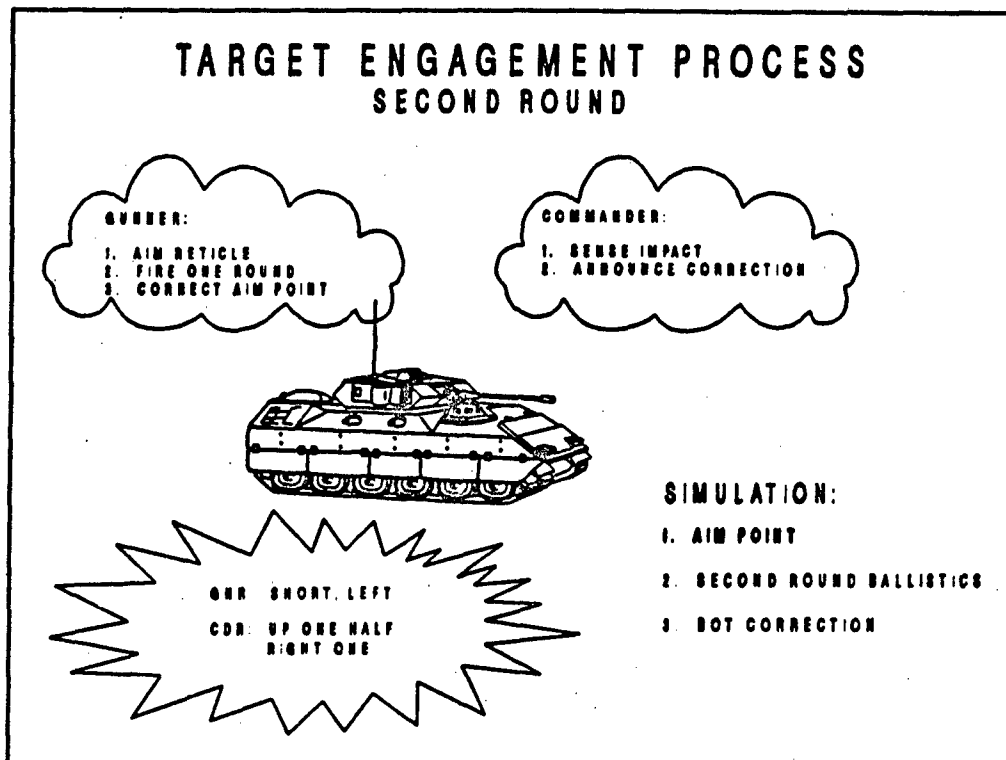 TARGET ENGAGEMENT PROCESS
SECOND ROUND
GUNNER:
1. AIM RETICLE
2. FIRE ONE ROUND
3. CORRECT AIM POINT
COMMANDER:
1. SENSE IMPACT
2. ANNOUNCE CORRECTION
GNR SHORT, LEFT
CDR: UP ONE HALF
RIGHT ONE
SIMULATION:
1. AIM POINT
2. SECOND ROUND BALLISTICS
3. BOT CORRECTION